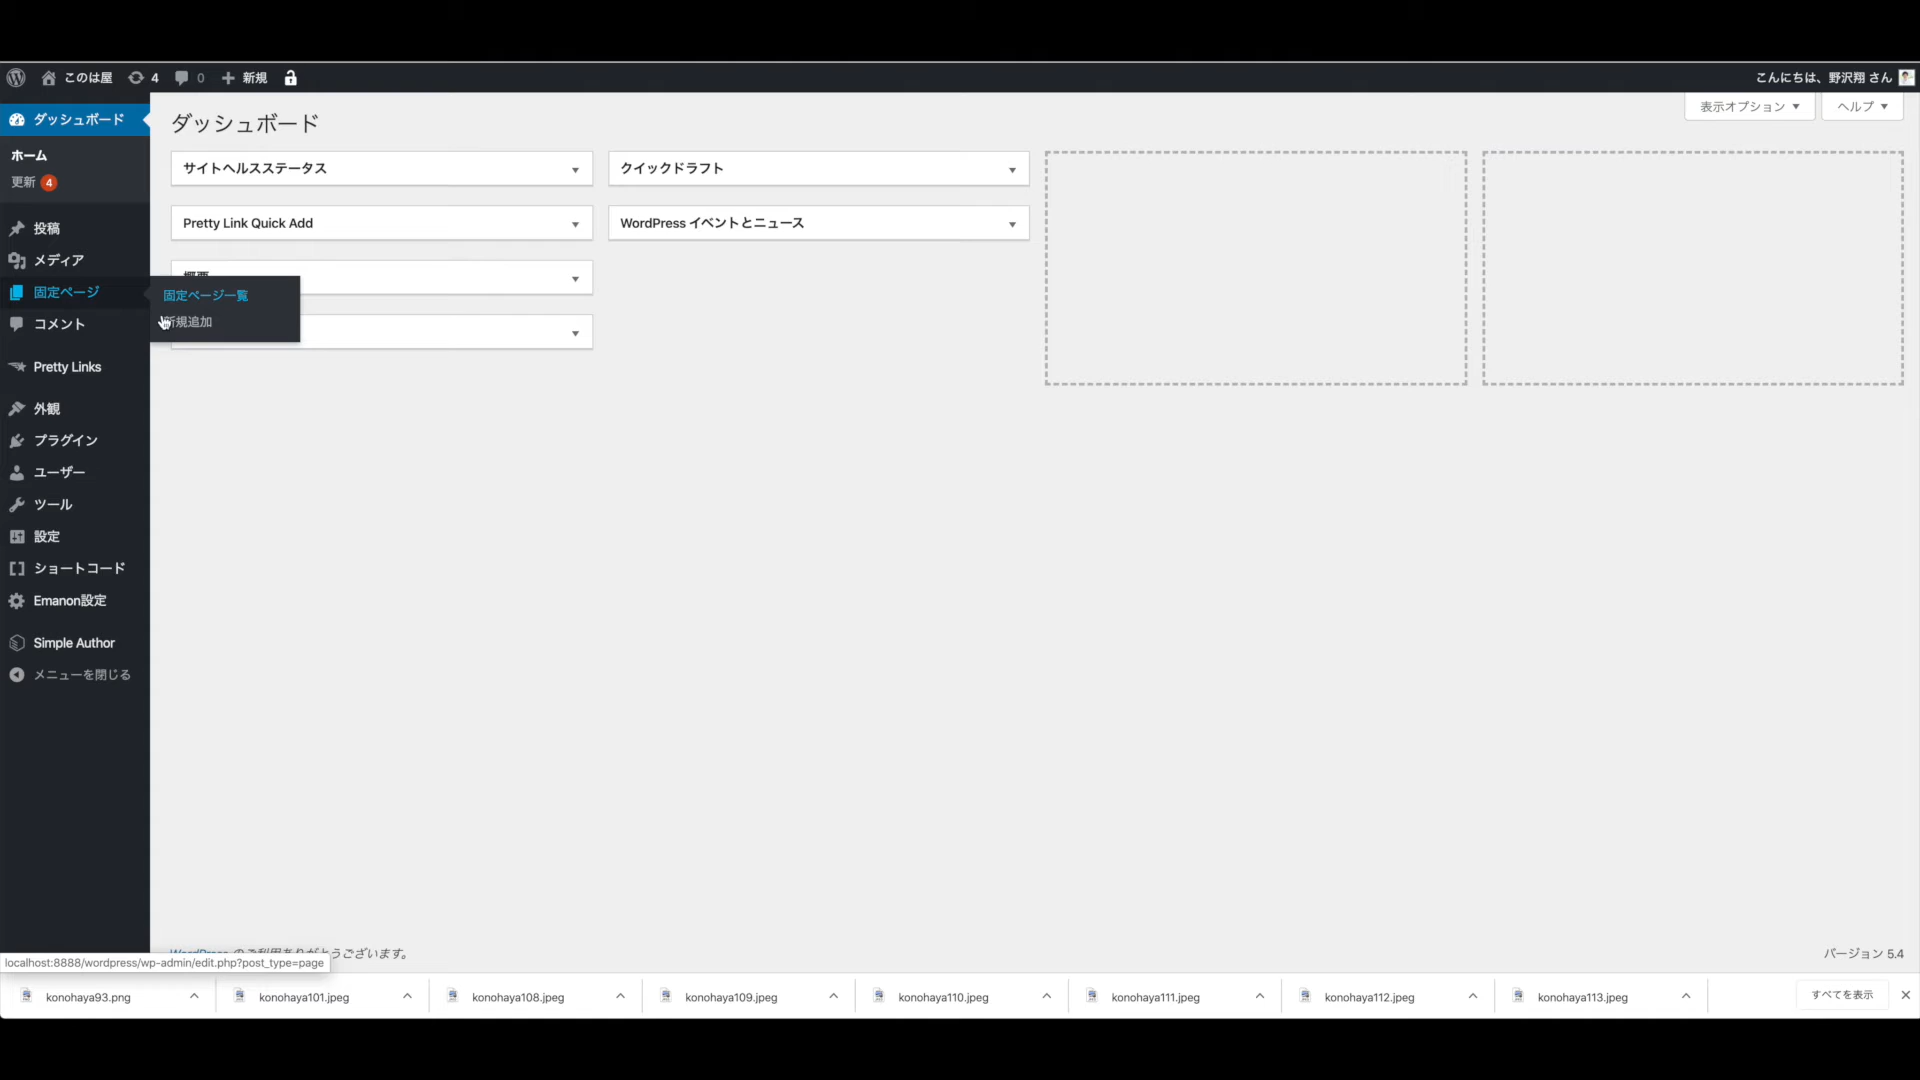 このは屋 4 0 新規
こんにちは、野沢翔 さん
ダッシュボード
ホーム
更新 4
投稿
メディア
固定ページ
固定ページ一覧
新規追加
コメント
Pretty Links
外観
プラグイン
ユーザー
ツール
設定
ショートコード
Emanon設定
Simple Author
メニューを閉じる
ダッシュボード
表示オプション
ヘルプ
サイトヘルスステータス
Pretty Link Quick Add
概要
クイックドラフト
WordPress イベントとニュース
WordPress のご利用ありがとうございます。
バージョン 5.4
localhost:8888/wordpress/wp-admin/edit.php?post_type=page
konohaya93.png
konohaya101.jpeg
konohaya108.jpeg
konohaya109.jpeg
konohaya110.jpeg
konohaya111.jpeg
konohaya112.jpeg
konohaya113.jpeg
すべてを表示